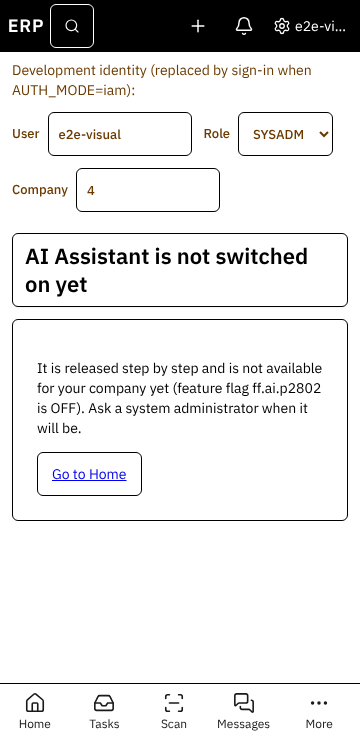 ERP
e2e-vi...
Development identity (replaced by sign-in when
AUTH_MODE=iam):
User e2e-visual Role SYSADM
Company 4
AI Assistant is not switched
on yet
It is released step by step and is not available
for your company yet (feature flag ff.ai.p2802
is OFF). Ask a system administrator when it
will be.
Go to Home
Home Tasks Scan Messages More